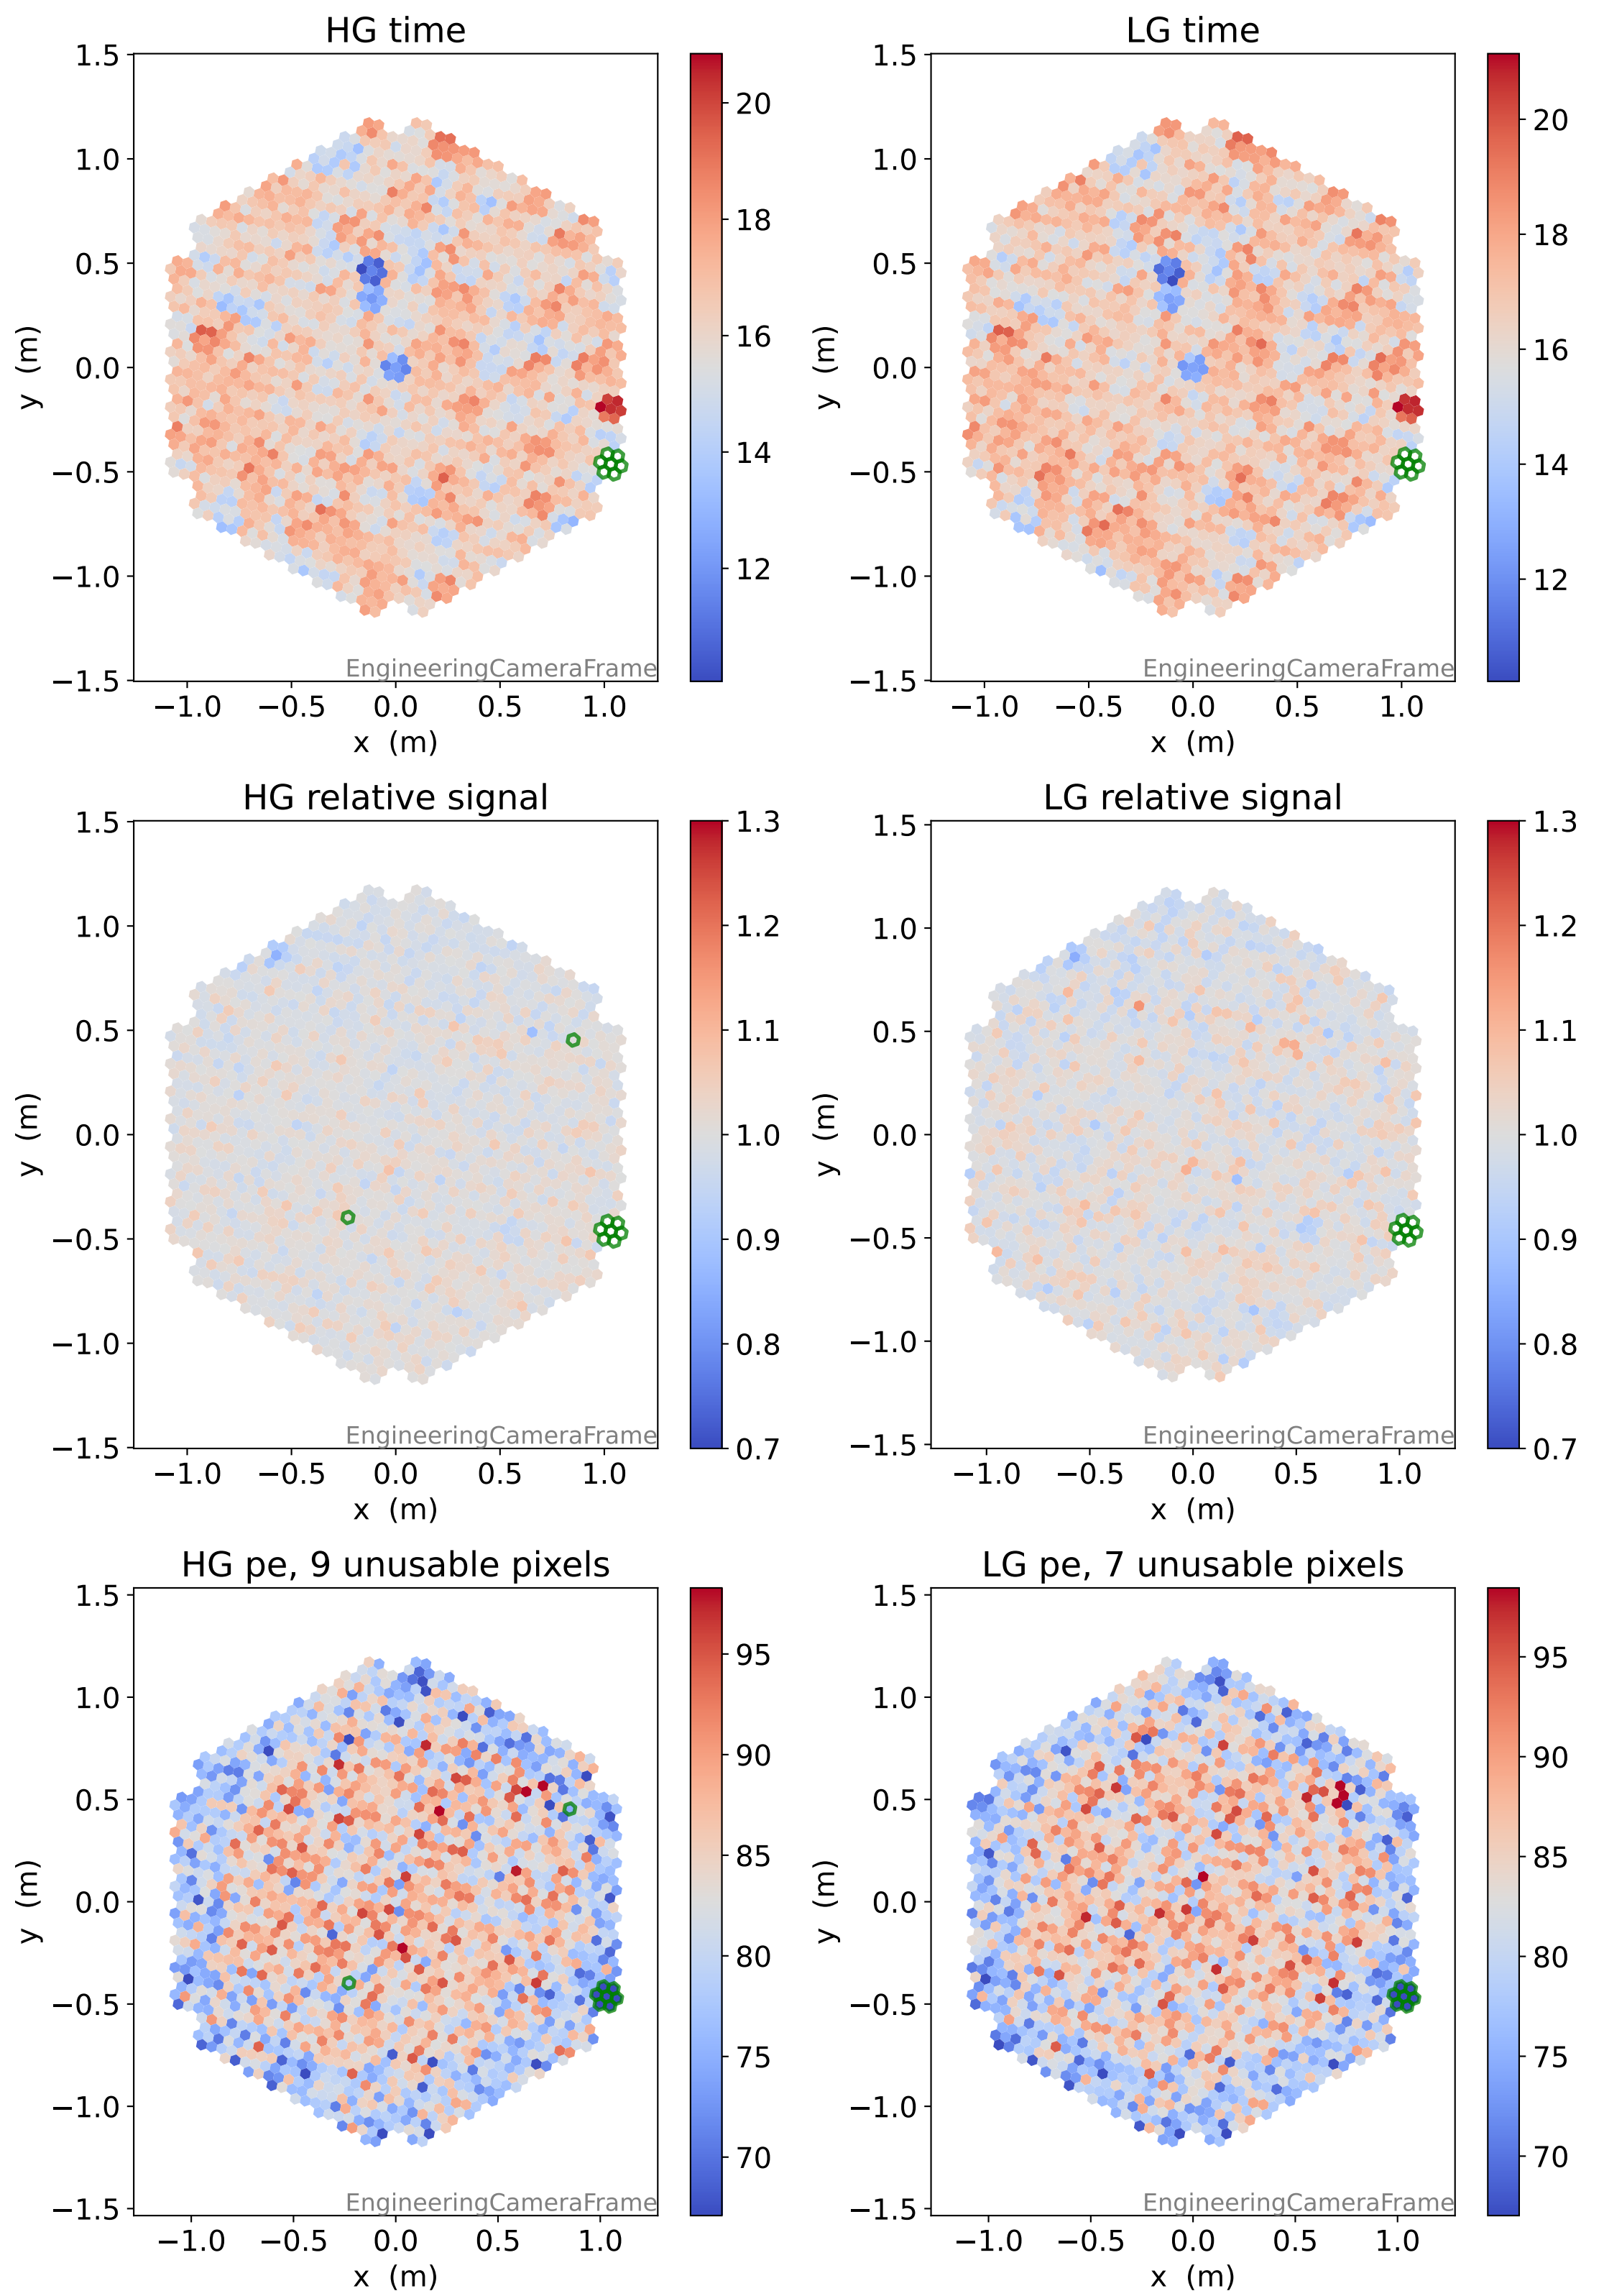 HG time
1.5
1.0
0.5
0.0
−0.5
−1.0
−1.5
y (m)
−1.0 −0.5 0.0 0.5 1.0
x (m)
EngineeringCameraFrame
20
18
16
14
12
LG time
1.5
1.0
0.5
0.0
−0.5
−1.0
−1.5
y (m)
−1.0 −0.5 0.0 0.5 1.0
x (m)
EngineeringCameraFrame
20
18
16
14
12
HG relative signal
1.5
1.0
0.5
0.0
−0.5
−1.0
−1.5
y (m)
−1.0 −0.5 0.0 0.5 1.0
x (m)
EngineeringCameraFrame
1.3
1.2
1.1
1.0
0.9
0.8
0.7
LG relative signal
1.5
1.0
0.5
0.0
−0.5
−1.0
−1.5
y (m)
−1.0 −0.5 0.0 0.5 1.0
x (m)
EngineeringCameraFrame
1.3
1.2
1.1
1.0
0.9
0.8
0.7
HG pe, 9 unusable pixels
1.5
1.0
0.5
0.0
−0.5
−1.0
−1.5
y (m)
−1.0 −0.5 0.0 0.5 1.0
x (m)
EngineeringCameraFrame
95
90
85
80
75
70
LG pe, 7 unusable pixels
1.5
1.0
0.5
0.0
−0.5
−1.0
−1.5
y (m)
−1.0 −0.5 0.0 0.5 1.0
x (m)
EngineeringCameraFrame
95
90
85
80
75
70